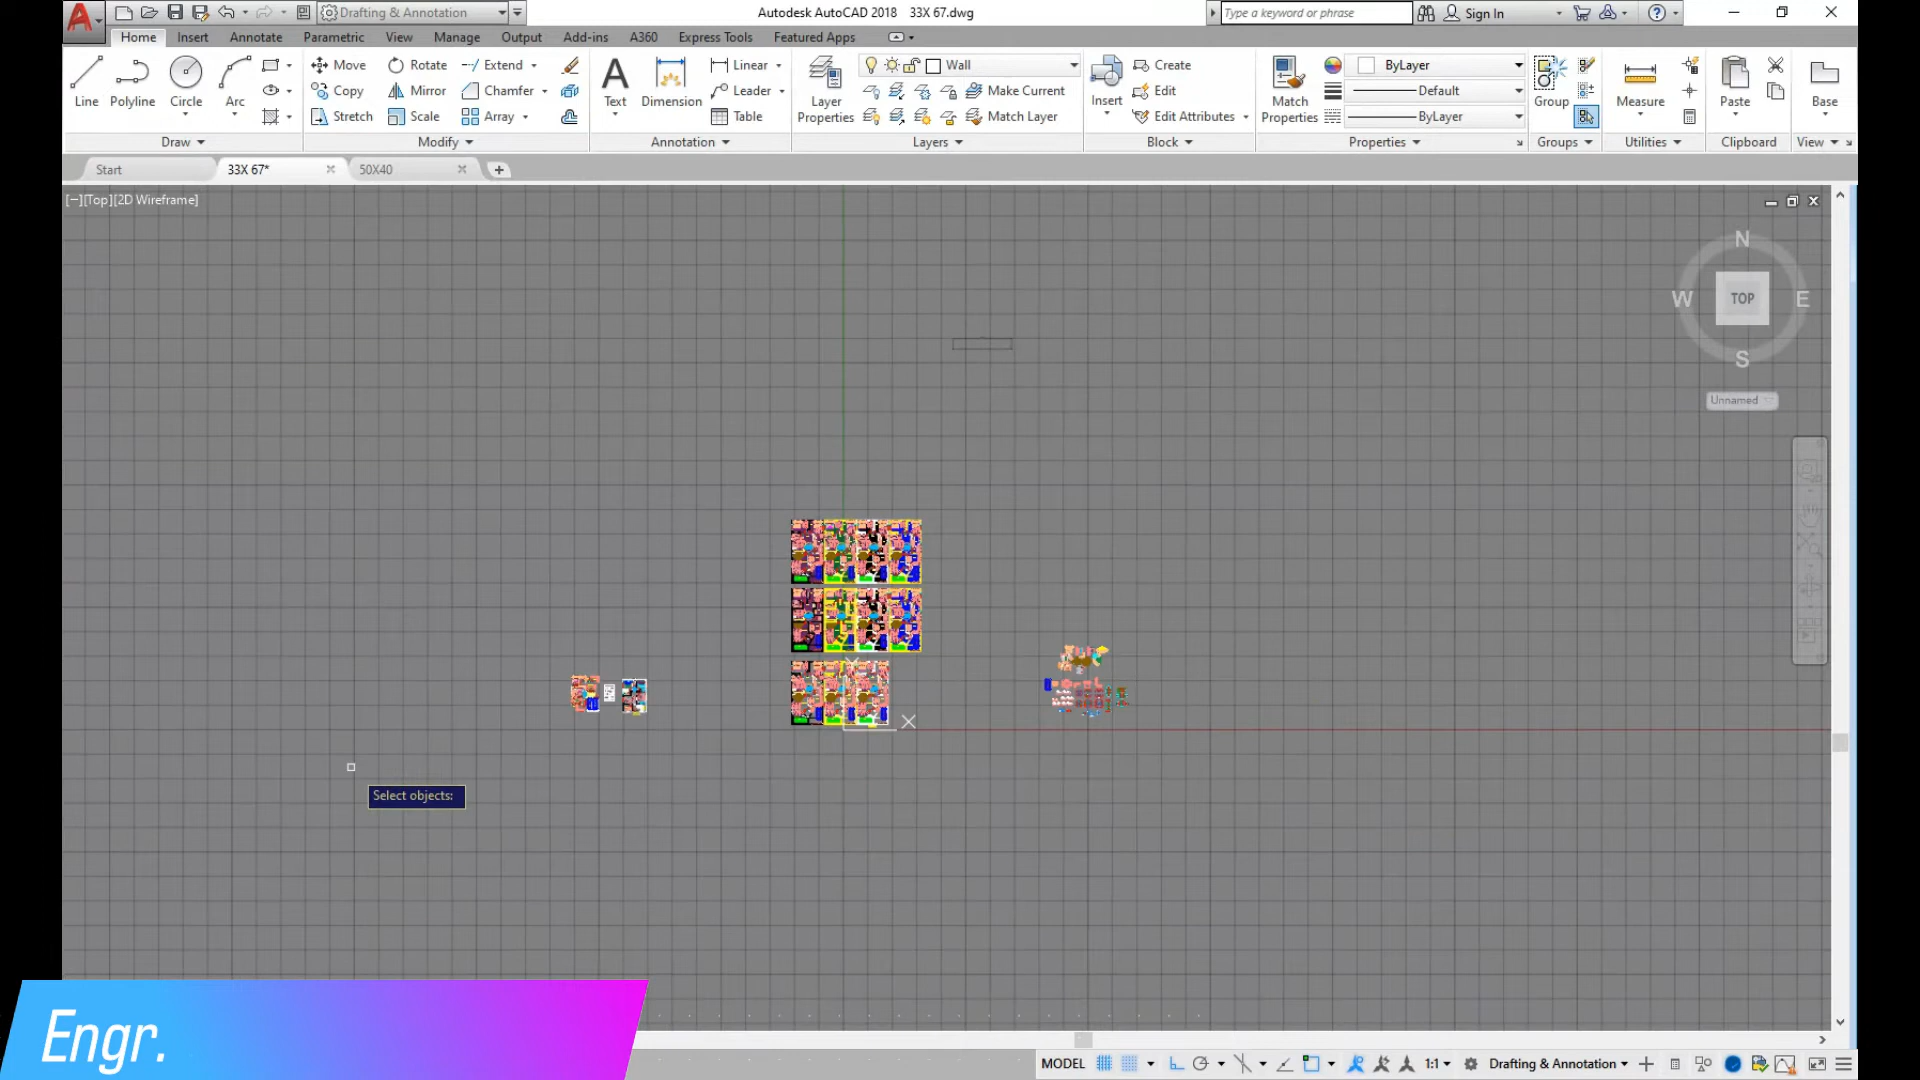 Drafting & Annotation
Autodesk AutoCAD 2018 33X 67.dwg
Type a keyword or phrase
Sign In
Home Insert Annotate Parametric View Manage Output Add-ins A360 Express Tools Featured Apps
Line Polyline Circle Arc
Move Rotate Extend
Copy Mirror Chamfer
Stretch Scale Array
Text Dimension
Linear
Leader
Table
Layer Properties
Wall
Make Current
Match Layer
Insert
Create
Edit
Edit Attributes
Match Properties
ByLayer
Default
ByLayer
Group
Measure
Paste
Base
Draw Modify Annotation Layers Block Properties Groups Utilities Clipboard View
Start 33X 67* 50X40
[−][Top][2D Wireframe]
N
W TOP E
S
Unnamed
Select objects:
Engr.
MODEL 1:1 Drafting & Annotation